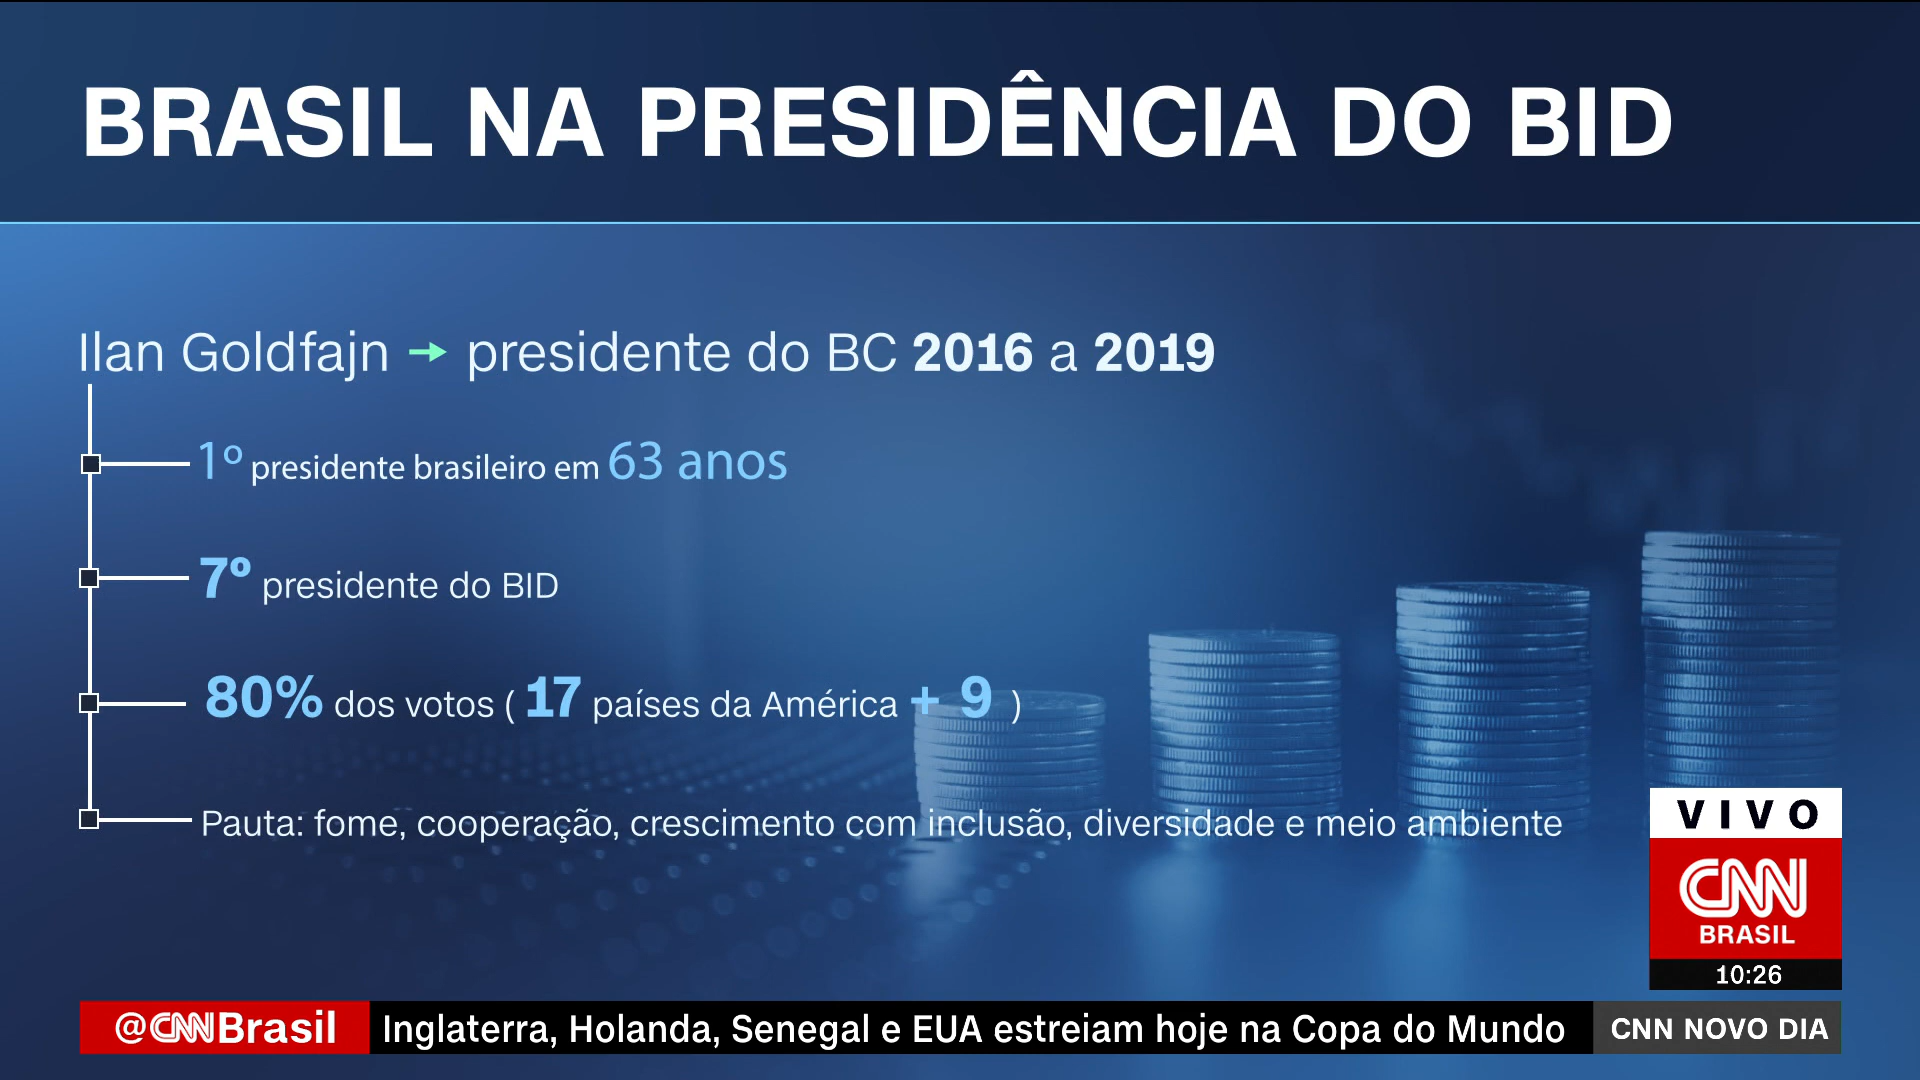 BRASIL NA PRESIDÊNCIA DO BID
Ilan Goldfajn → presidente do BC 2016 a 2019
1º presidente brasileiro em 63 anos
7º presidente do BID
80% dos votos ( 17 países da América + 9 )
Pauta: fome, cooperação, crescimento com inclusão, diversidade e meio ambiente
VIVO
CNN
BRASIL
10:26
@CNNBrasil Inglaterra, Holanda, Senegal e EUA estreiam hoje na Copa do Mundo CNN NOVO DIA